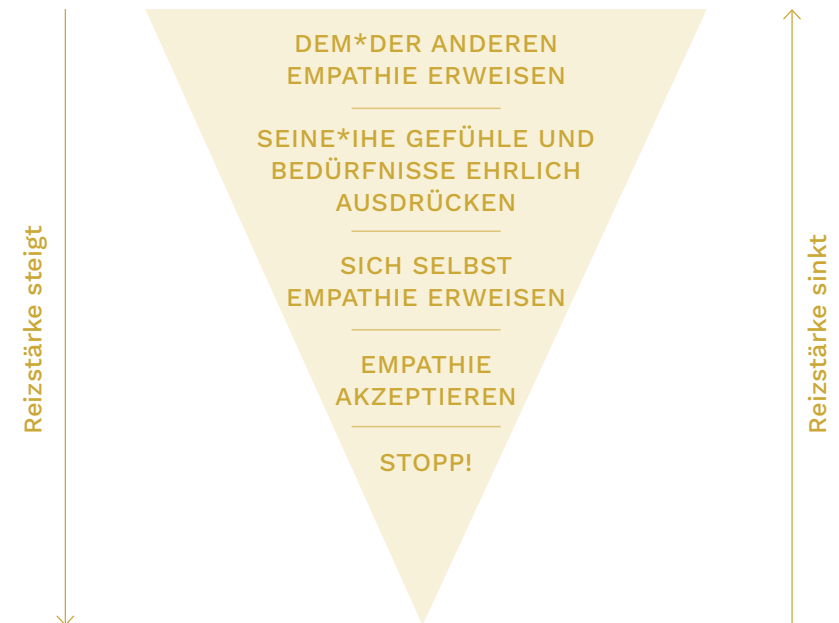 DEM*DER ANDEREN
EMPATHIE ERWEISEN
SEINE*IHE GEFÜHLE UND
BEDÜRFNISSE EHRLICH
AUSDRÜCKEN
SICH SELBST
EMPATHIE ERWEISEN
EMPATHIE
AKZEPTIEREN
STOPP!
Reizstärke steigt
Reizstärke sinkt